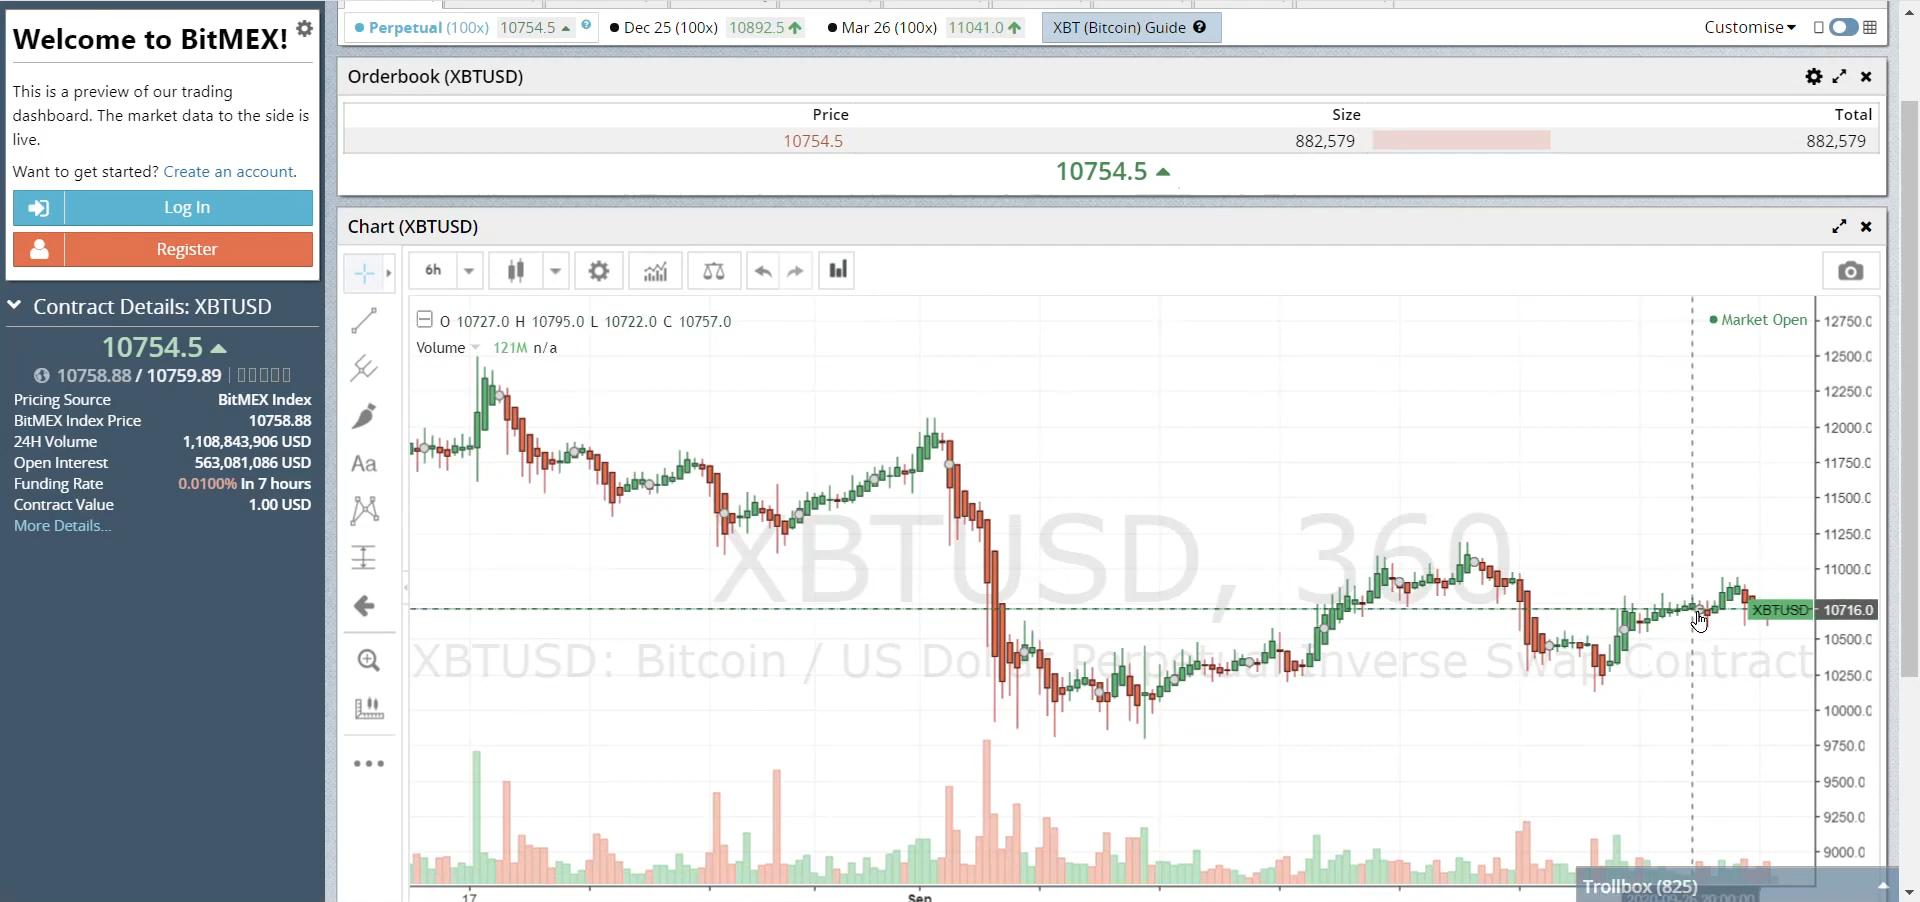 Welcome to BitMEX!
This is a preview of our trading
dashboard. The market data to the side is
live.
Want to get started? Create an account.
Log In
Register
Contract Details: XBTUSD
10754.5
10758.88 / 10759.89
Pricing Source BitMEX Index
BitMEX Index Price 10758.88
24H Volume 1,108,843,906 USD
Open Interest 563,081,086 USD
Funding Rate 0.0100% In 7 hours
Contract Value 1.00 USD
More Details...
Perpetual (100x) 10754.5 Dec 25 (100x) 10892.5 Mar 26 (100x) 11041.0 XBT (Bitcoin) Guide Customise
Orderbook (XBTUSD)
Price Size Total
10754.5 882,579 882,579
10754.5
Chart (XBTUSD)
6h
O 10727.0 H 10795.0 L 10722.0 C 10757.0
Volume 121M n/a
Market Open
Aa
XBTUSD, 360
XBTUSD: Bitcoin / US Dollar Perpetual Inverse Swap Contract
XBTUSD 10716.0
12750.0
12500.0
12250.0
12000.0
11750.0
11500.0
11250.0
11000.0
10500.0
10250.0
10000.0
9750.0
9500.0
9250.0
9000.0
17 Sep
Trollbox (825)